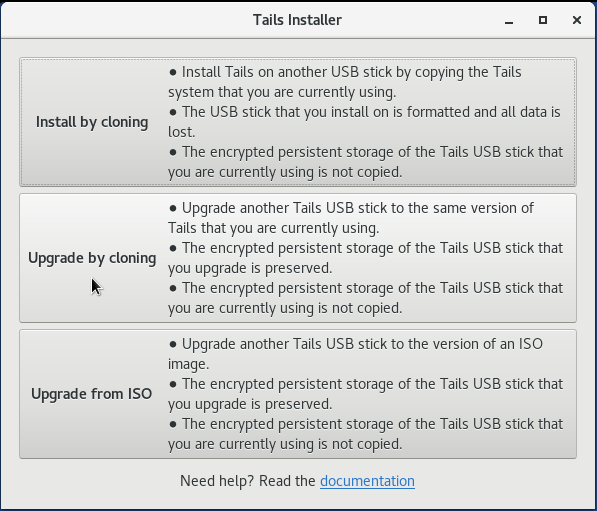 Tails Installer
Install by cloning
● Install Tails on another USB stick by copying the Tails
system that you are currently using.
● The USB stick that you install on is formatted and all data is
lost.
● The encrypted persistent storage of the Tails USB stick that
you are currently using is not copied.
Upgrade by cloning
● Upgrade another Tails USB stick to the same version of
Tails that you are currently using.
● The encrypted persistent storage of the Tails USB stick that
you upgrade is preserved.
● The encrypted persistent storage of the Tails USB stick that
you are currently using is not copied.
Upgrade from ISO
● Upgrade another Tails USB stick to the version of an ISO
image.
● The encrypted persistent storage of the Tails USB stick that
you upgrade is preserved.
● The encrypted persistent storage of the Tails USB stick that
you are currently using is not copied.
Need help? Read the documentation